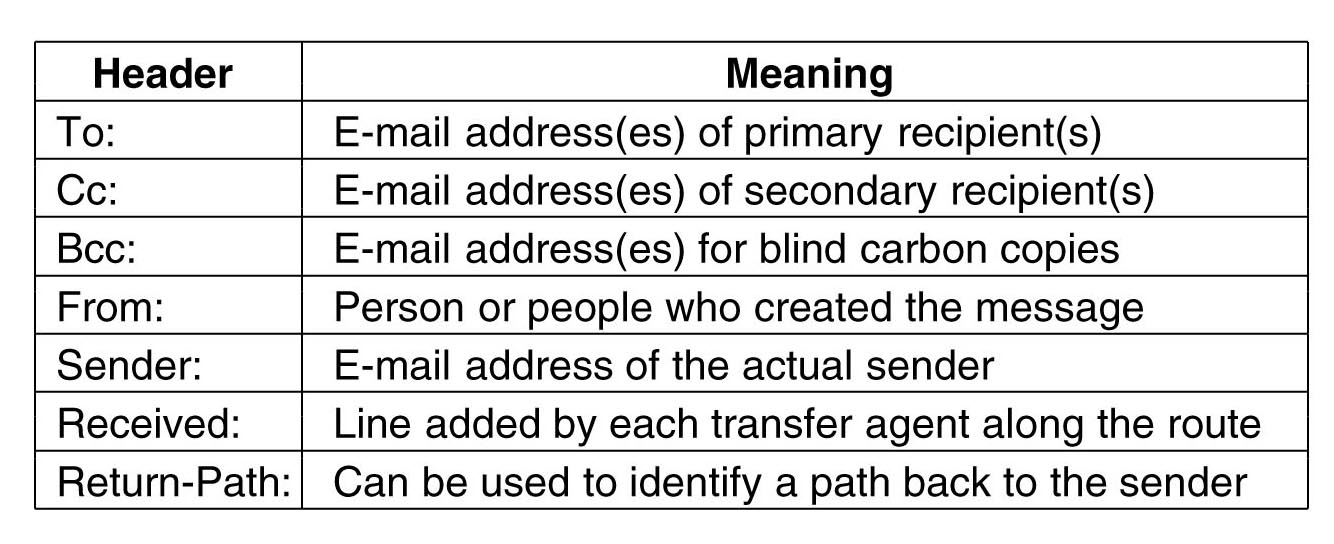 Header Meaning
To: E-mail address(es) of primary recipient(s)
Cc: E-mail address(es) of secondary recipient(s)
Bcc: E-mail address(es) for blind carbon copies
From: Person or people who created the message
Sender: E-mail address of the actual sender
Received: Line added by each transfer agent along the route
Return-Path: Can be used to identify a path back to the sender